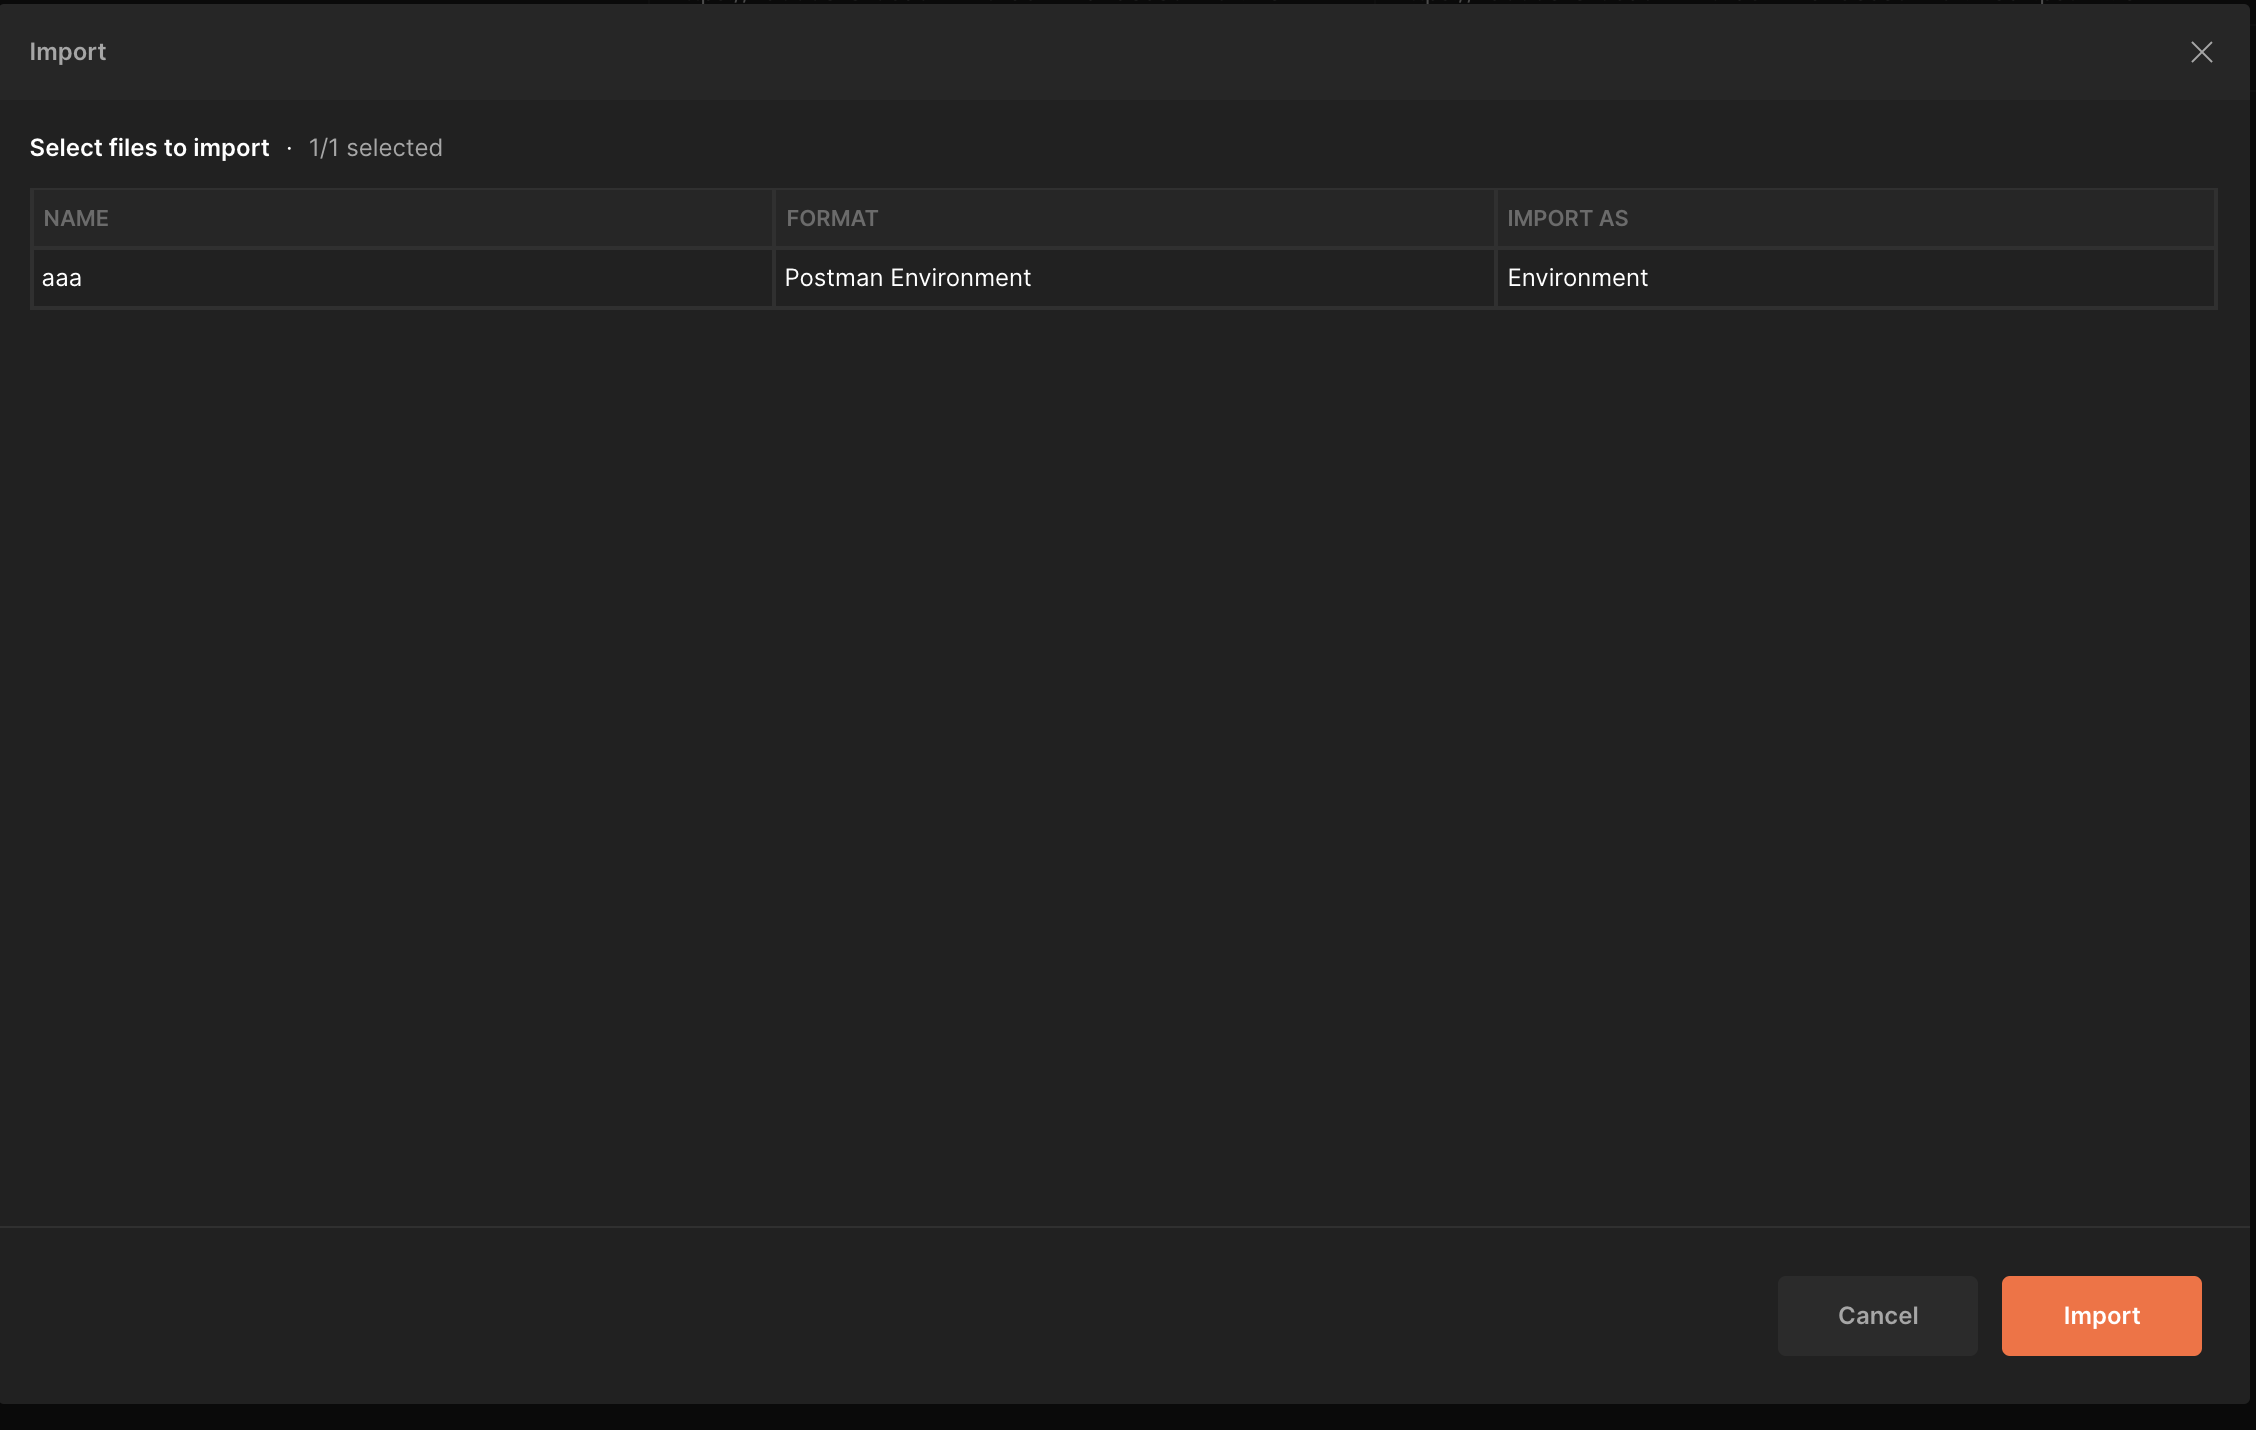 Import
Select files to import · 1/1 selected
NAME FORMAT IMPORT AS
aaa Postman Environment Environment
Cancel Import